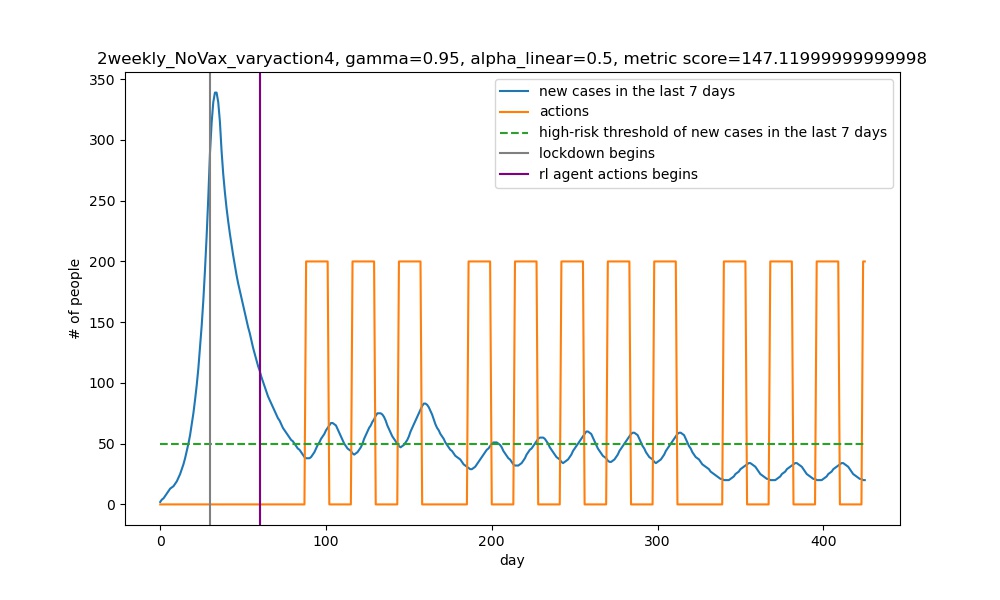 2weekly_NoVax_varyaction4, gamma=0.95, alpha_linear=0.5, metric score=147.11999999999998
350
300
250
200
150
100
50
0
# of people
new cases in the last 7 days
actions
high-risk threshold of new cases in the last 7 days
lockdown begins
rl agent actions begins
0 100 200 300 400
day